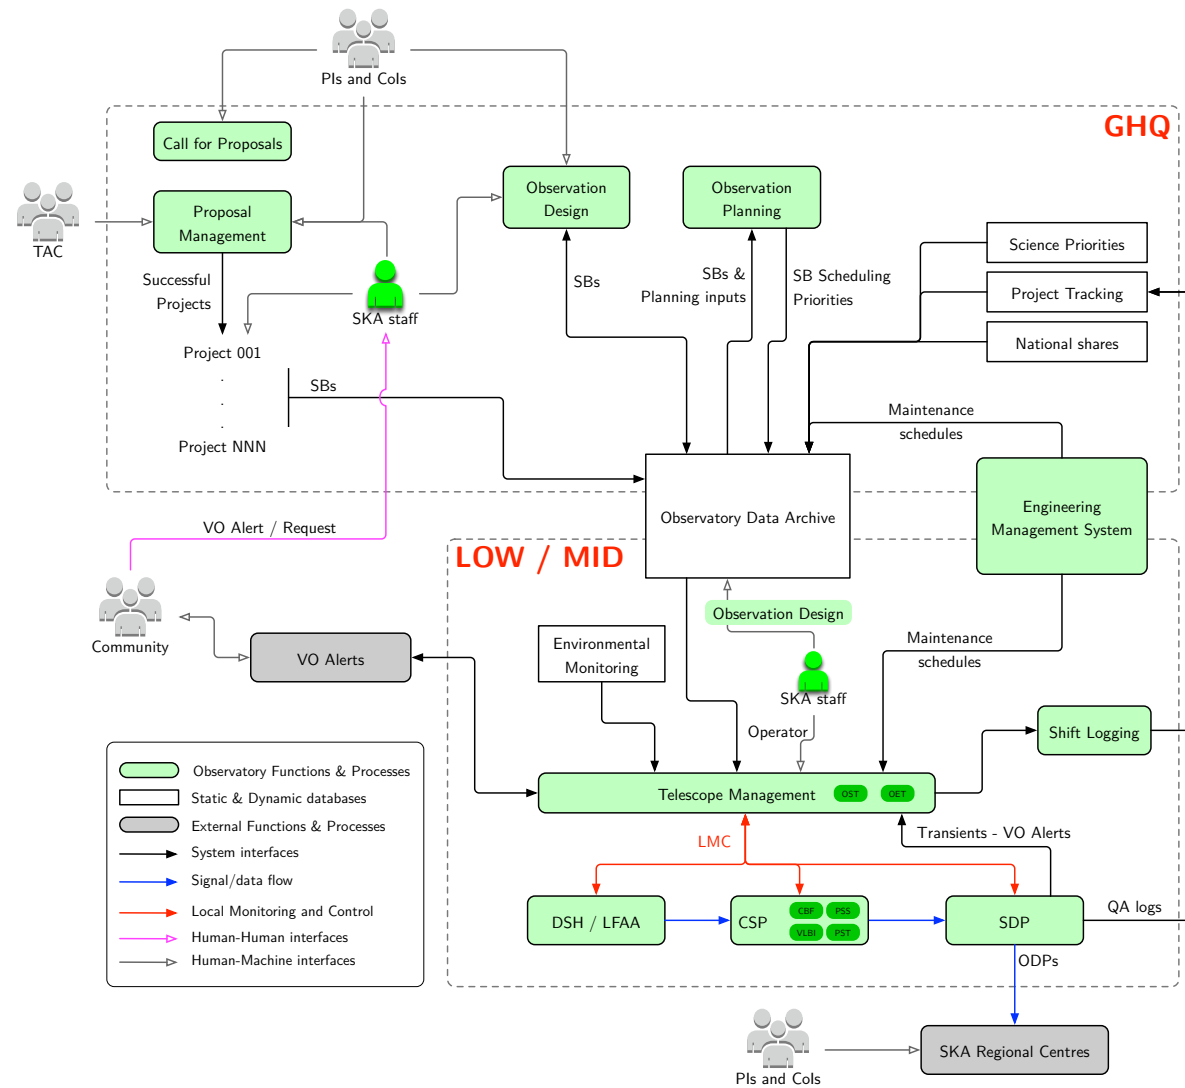 PIs and CoIs
GHQ
Call for Proposals
TAC
Proposal
Management
Observation
Design
Observation
Planning
Science Priorities
Project Tracking
National shares
Successful
Projects
SKA staff
SBs
SBs &
Planning inputs
SB Scheduling
Priorities
Project 001
.
.
.
Project NNN
SBs
Maintenance
schedules
Observatory Data Archive
Engineering
Management System
VO Alert / Request
LOW / MID
Community
VO Alerts
Observation Design
Environmental
Monitoring
SKA staff
Operator
Maintenance
schedules
Shift Logging
Telescope Management
OST
OET
LMC
Transients - VO Alerts
DSH / LFAA
CSP
CBF
PSS
VLBI
PST
SDP
QA logs
ODPs
Observatory Functions & Processes
Static & Dynamic databases
External Functions & Processes
System interfaces
Signal/data flow
Local Monitoring and Control
Human-Human interfaces
Human-Machine interfaces
PIs and CoIs
SKA Regional Centres